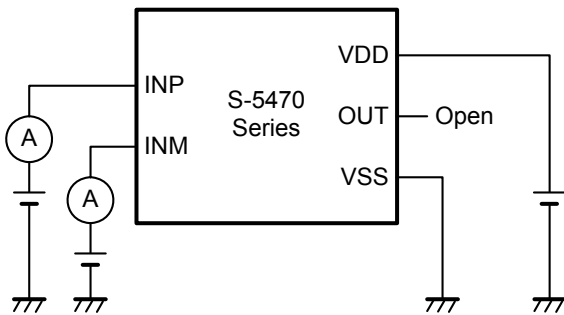 VDD
INP
S-5470
Series
OUT
Open
A
INM
VSS
A